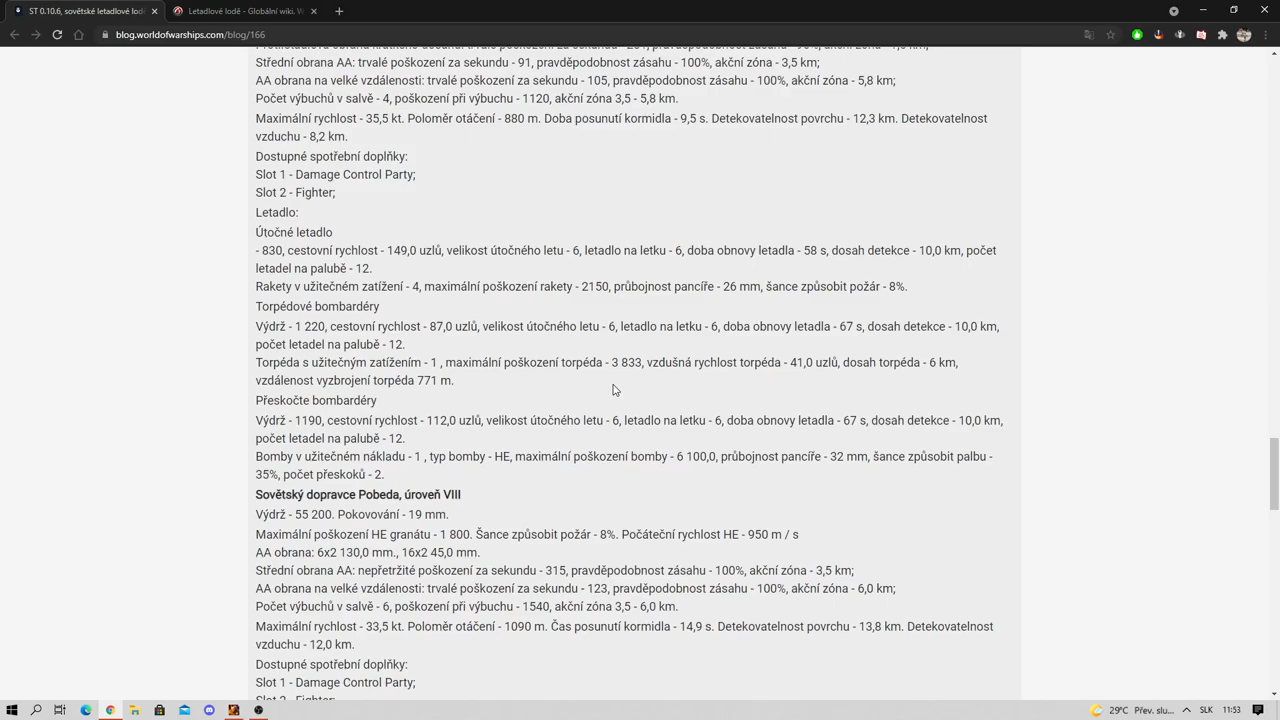 ST 0.10.6, sovětské letadlové lodě
Letadlové lodě - Globální wiki. W
blog.worldofwarships.com/blog/166
Střední obrana AA: trvalé poškození za sekundu - 91, pravděpodobnost zásahu - 100%, akční zóna - 3,5 km;
AA obrana na velké vzdálenosti: trvalé poškození za sekundu - 105, pravděpodobnost zásahu - 100%, akční zóna - 5,8 km;
Počet výbuchů v salvě - 4, poškození při výbuchu - 1120, akční zóna 3,5 - 5,8 km.
Maximální rychlost - 35,5 kt. Poloměr otáčení - 880 m. Doba posunutí kormidla - 9,5 s. Detekovatelnost povrchu - 12,3 km. Detekovatelnost
vzduchu - 8,2 km.
Dostupné spotřební doplňky:
Slot 1 - Damage Control Party;
Slot 2 - Fighter;
Letadlo:
Útočné letadlo
- 830, cestovní rychlost - 149,0 uzlů, velikost útočného letu - 6, letadlo na letku - 6, doba obnovy letadla - 58 s, dosah detekce - 10,0 km, počet
letadel na palubě - 12.
Rakety v užitečném zatížení - 4, maximální poškození rakety - 2150, průbojnost pancíře - 26 mm, šance způsobit požár - 8%.
Torpédové bombardéry
Výdrž - 1 220, cestovní rychlost - 87,0 uzlů, velikost útočného letu - 6, letadlo na letku - 6, doba obnovy letadla - 67 s, dosah detekce - 10,0 km,
počet letadel na palubě - 12.
Torpéda s užitečným zatížením - 1 , maximální poškození torpéda - 3 833, vzdušná rychlost torpéda - 41,0 uzlů, dosah torpéda - 6 km,
vzdálenost vyzbrojení torpéda 771 m.
Přeskočte bombardéry
Výdrž - 1190, cestovní rychlost - 112,0 uzlů, velikost útočného letu - 6, letadlo na letku - 6, doba obnovy letadla - 67 s, dosah detekce - 10,0 km,
počet letadel na palubě - 12.
Bomby v užitečném nákladu - 1 , typ bomby - HE, maximální poškození bomby - 6 100,0, průbojnost pancíře - 32 mm, šance způsobit palbu -
35%, počet přeskoků - 2.
Sovětský dopravce Pobeda, úroveň VIII
Výdrž - 55 200. Pokovování - 19 mm.
Maximální poškození HE granátu - 1 800. Šance způsobit požár - 8%. Počáteční rychlost HE - 950 m / s
AA obrana: 6x2 130,0 mm., 16x2 45,0 mm.
Střední obrana AA: nepřetržité poškození za sekundu - 315, pravděpodobnost zásahu - 100%, akční zóna - 3,5 km;
AA obrana na velké vzdálenosti: trvalé poškození za sekundu - 123, pravděpodobnost zásahu - 100%, akční zóna - 6,0 km;
Počet výbuchů v salvě - 6, poškození při výbuchu - 1540, akční zóna 3,5 - 6,0 km.
Maximální rychlost - 33,5 kt. Poloměr otáčení - 1090 m. Čas posunutí kormidla - 14,9 s. Detekovatelnost povrchu - 13,8 km. Detekovatelnost
vzduchu - 12,0 km.
Dostupné spotřební doplňky:
Slot 1 - Damage Control Party;
Slot 2 - Fighter;
29°C Přev. slu... SLK 11:53